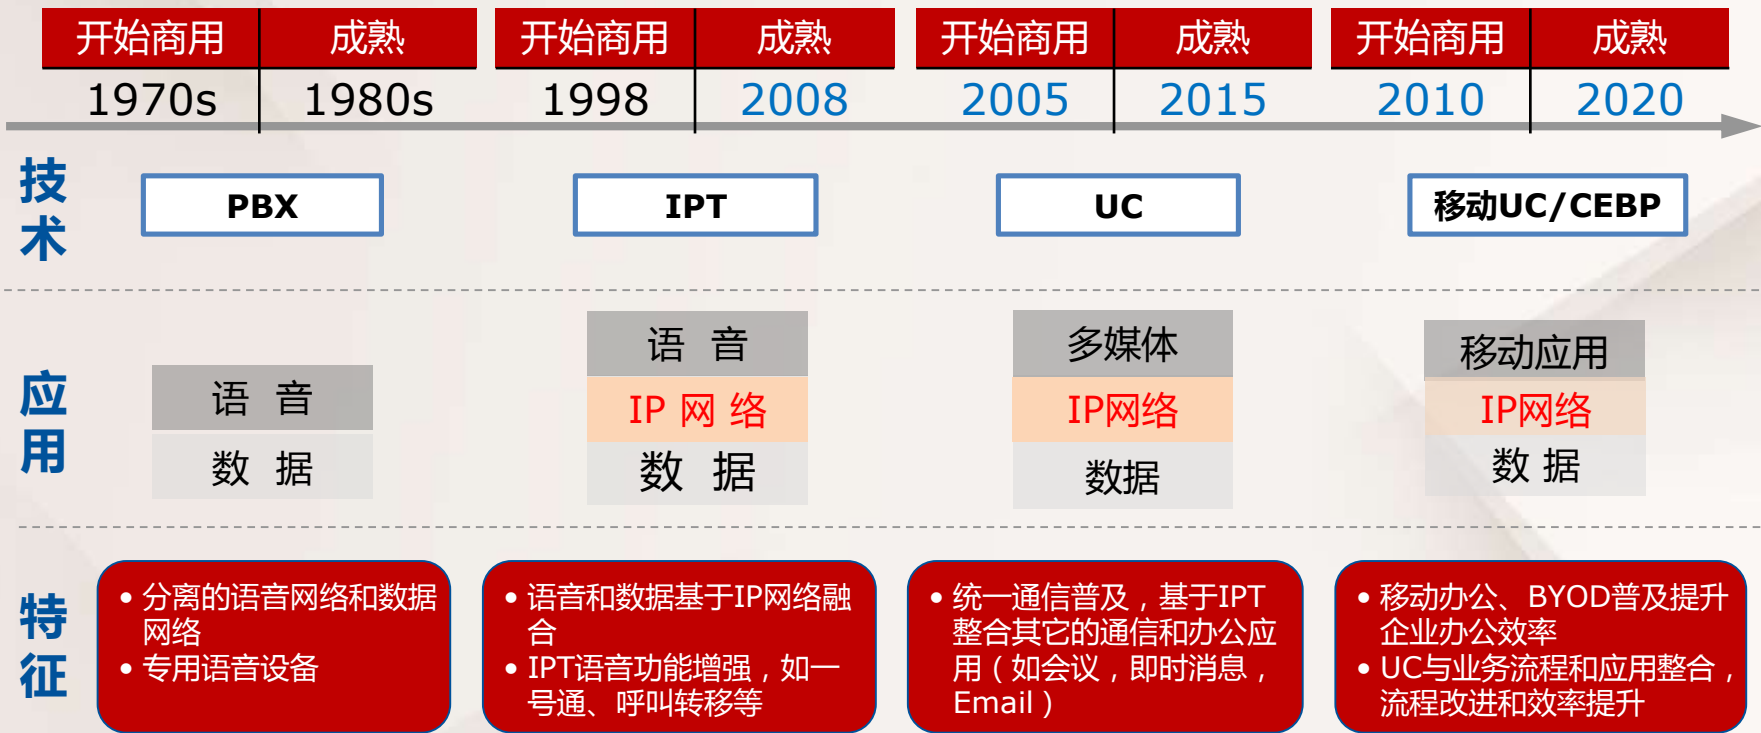 开始商用 成熟 开始商用 成熟 开始商用 成熟 开始商用 成熟
1970s 1980s 1998 2008 2005 2015 2010 2020
技术
PBX
IPT
UC
移动UC/CEBP
应用
语 音
数 据
语 音
IP 网 络
数 据
多媒体
IP网络
数据
移动应用
IP网络
数 据
特征
• 分离的语音网络和数据
网络
• 专用语音设备
• 语音和数据基于IP网络融
合
• IPT语音功能增强，如一
号通、呼叫转移等
• 统一通信普及，基于IPT
整合其它的通信和办公应
用（如会议，即时消息，
Email）
• 移动办公、BYOD普及提升
企业办公效率
• UC与业务流程和应用整合，
流程改进和效率提升